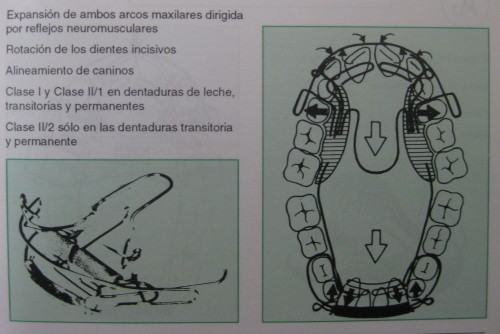 Expansión de ambos arcos maxilares dirigida
por reflejos neuromusculares
Rotación de los dientes incisivos
Alineamiento de caninos
Clase I y Clase II/1 en dentaduras de leche,
transitorias y permanentes
Clase II/2 sólo en las dentaduras transitoria
y permanente